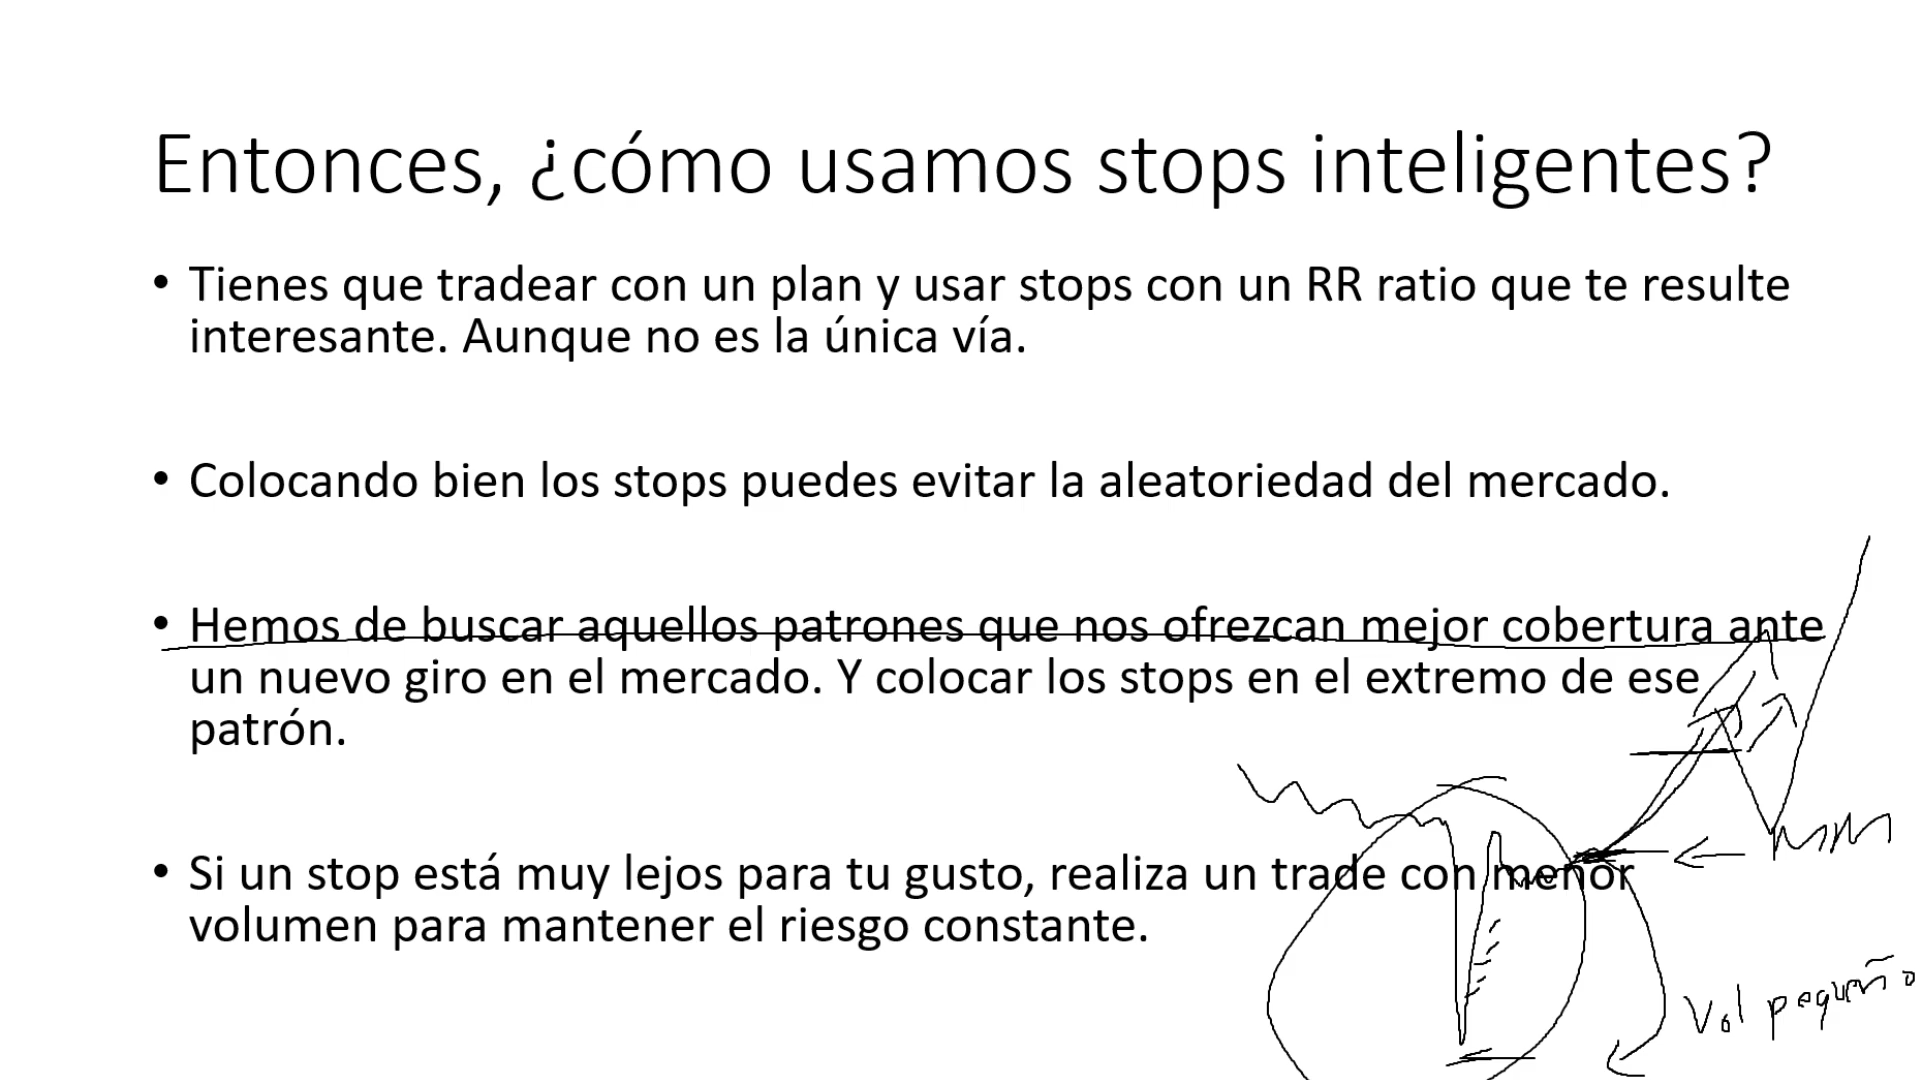 Entonces, ¿cómo usamos stops inteligentes?
• Tienes que tradear con un plan y usar stops con un RR ratio que te resulte
interesante. Aunque no es la única vía.
• Colocando bien los stops puedes evitar la aleatoriedad del mercado.
• Hemos de buscar aquellos patrones que nos ofrezcan mejor cobertura ante
un nuevo giro en el mercado. Y colocar los stops en el extremo de ese
patrón.
• Si un stop está muy lejos para tu gusto, realiza un trade con menor
volumen para mantener el riesgo constante.
Vol pequeño